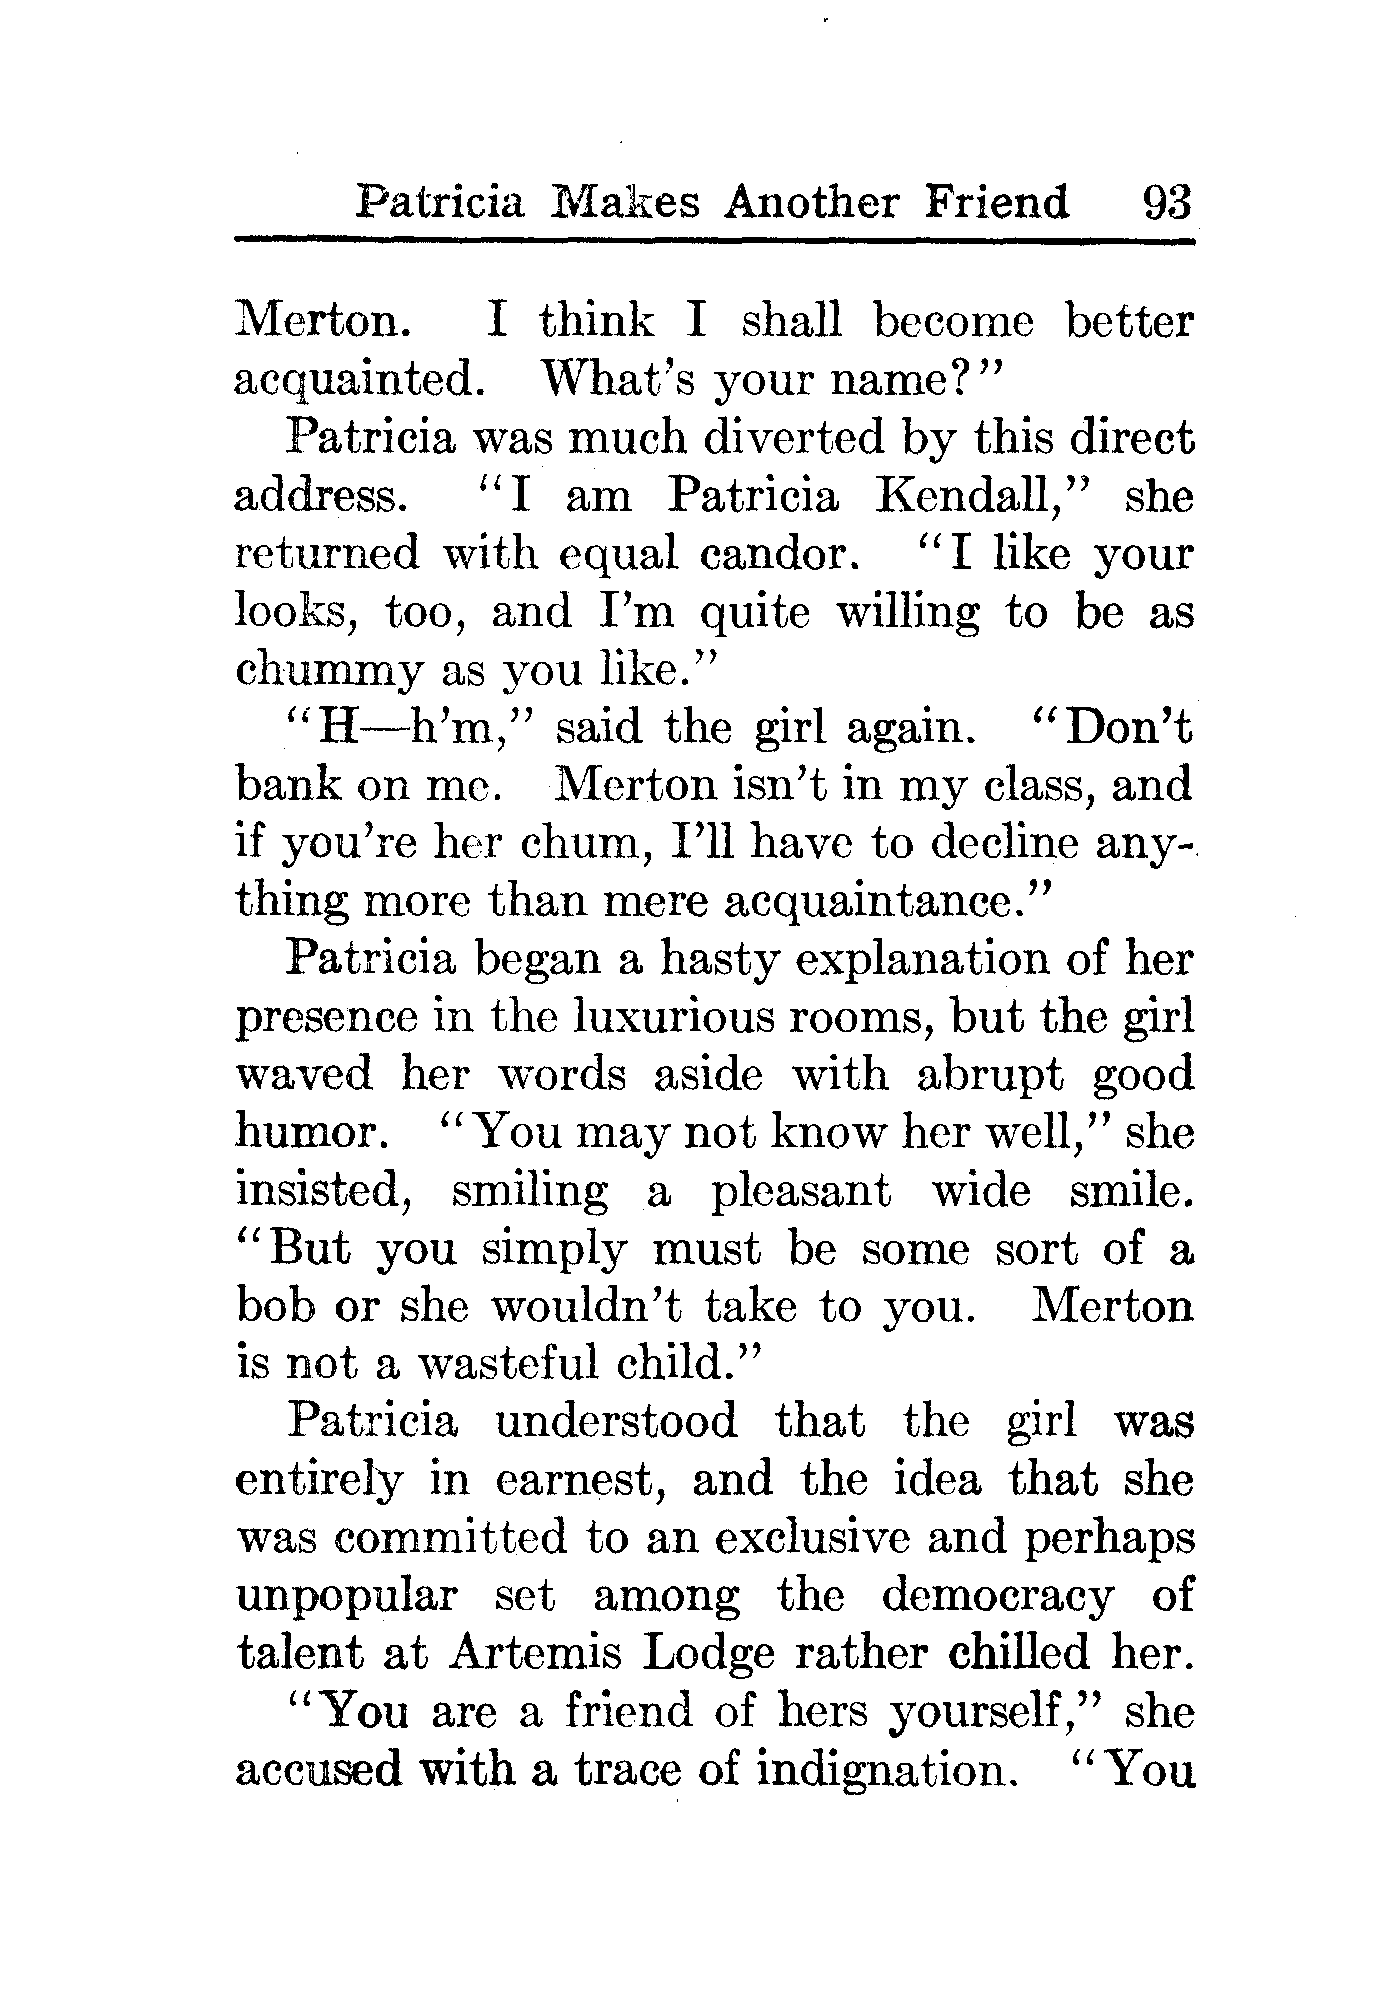 Patricia Makes Another Friend 93
Merton. I think I shall become better
acquainted. What's your name?"
Patricia was much diverted by this direct
address. "I am Patricia Kendall," she
returned with equal candor. "I like your
looks, too, and I'm quite willing to be as
chummy as you like."
"H—h'm," said the girl again. "Don't
bank on me. Merton isn't in my class, and
if you're her chum, I'll have to decline any-
thing more than mere acquaintance."
Patricia began a hasty explanation of her
presence in the luxurious rooms, but the girl
waved her words aside with abrupt good
humor. "You may not know her well," she
insisted, smiling a pleasant wide smile.
"But you simply must be some sort of a
bob or she wouldn't take to you. Merton
is not a wasteful child."
Patricia understood that the girl was
entirely in earnest, and the idea that she
was committed to an exclusive and perhaps
unpopular set among the democracy of
talent at Artemis Lodge rather chilled her.
"You are a friend of hers yourself," she
accused with a trace of indignation. "You